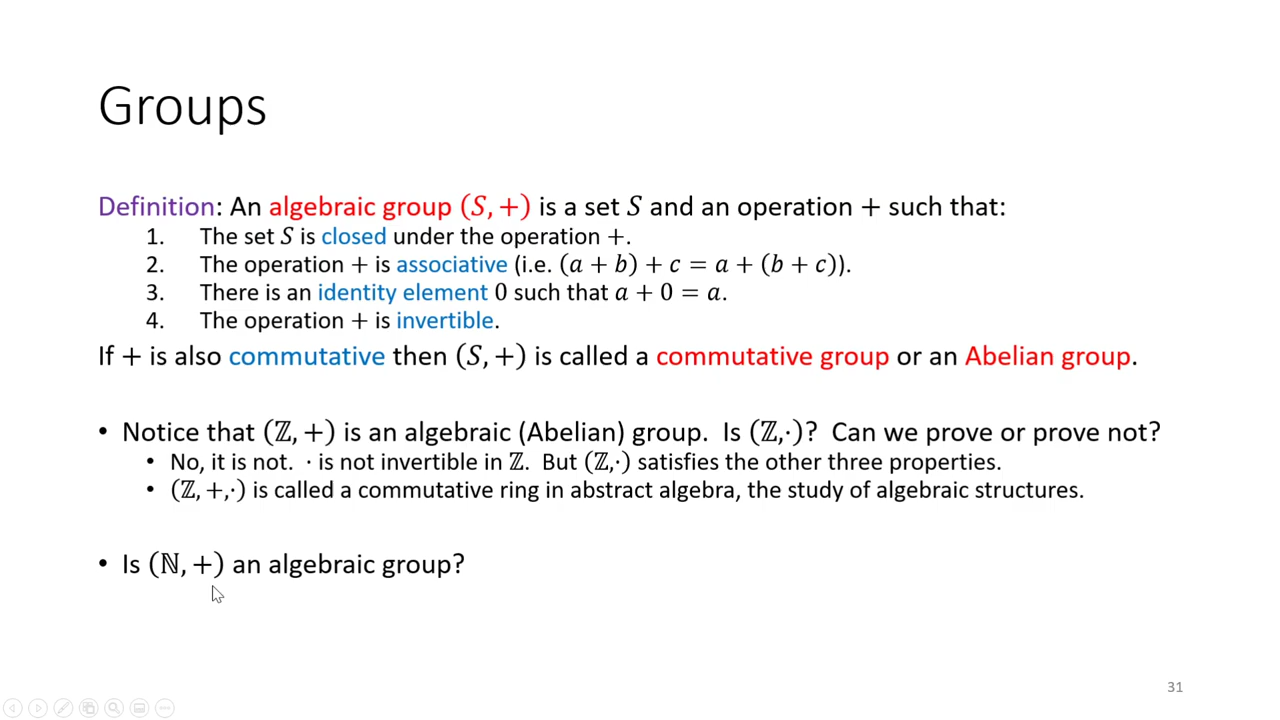 Groups
Definition: An algebraic group (S, +) is a set S and an operation + such that:
1. The set S is closed under the operation +.
2. The operation + is associative (i.e. (a + b) + c = a + (b + c)).
3. There is an identity element 0 such that a + 0 = a.
4. The operation + is invertible.
If + is also commutative then (S, +) is called a commutative group or an Abelian group.
• Notice that (ℤ, +) is an algebraic (Abelian) group. Is (ℤ,·)? Can we prove or prove not?
• No, it is not. · is not invertible in ℤ. But (ℤ,·) satisfies the other three properties.
• (ℤ, +,·) is called a commutative ring in abstract algebra, the study of algebraic structures.
• Is (ℕ, +) an algebraic group?
31